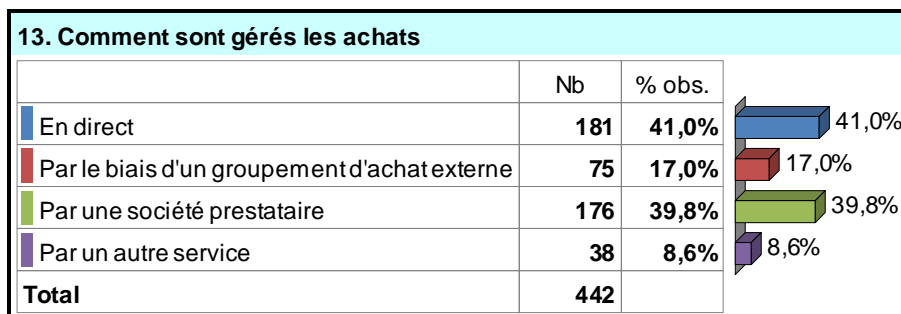 13. Comment sont gérés les achats
Nb % obs.
En direct 181 41,0% 41,0%
Par le biais d'un groupement d'achat externe 75 17,0% 17,0%
Par une société prestataire 176 39,8% 39,8%
Par un autre service 38 8,6% 8,6%
Total 442